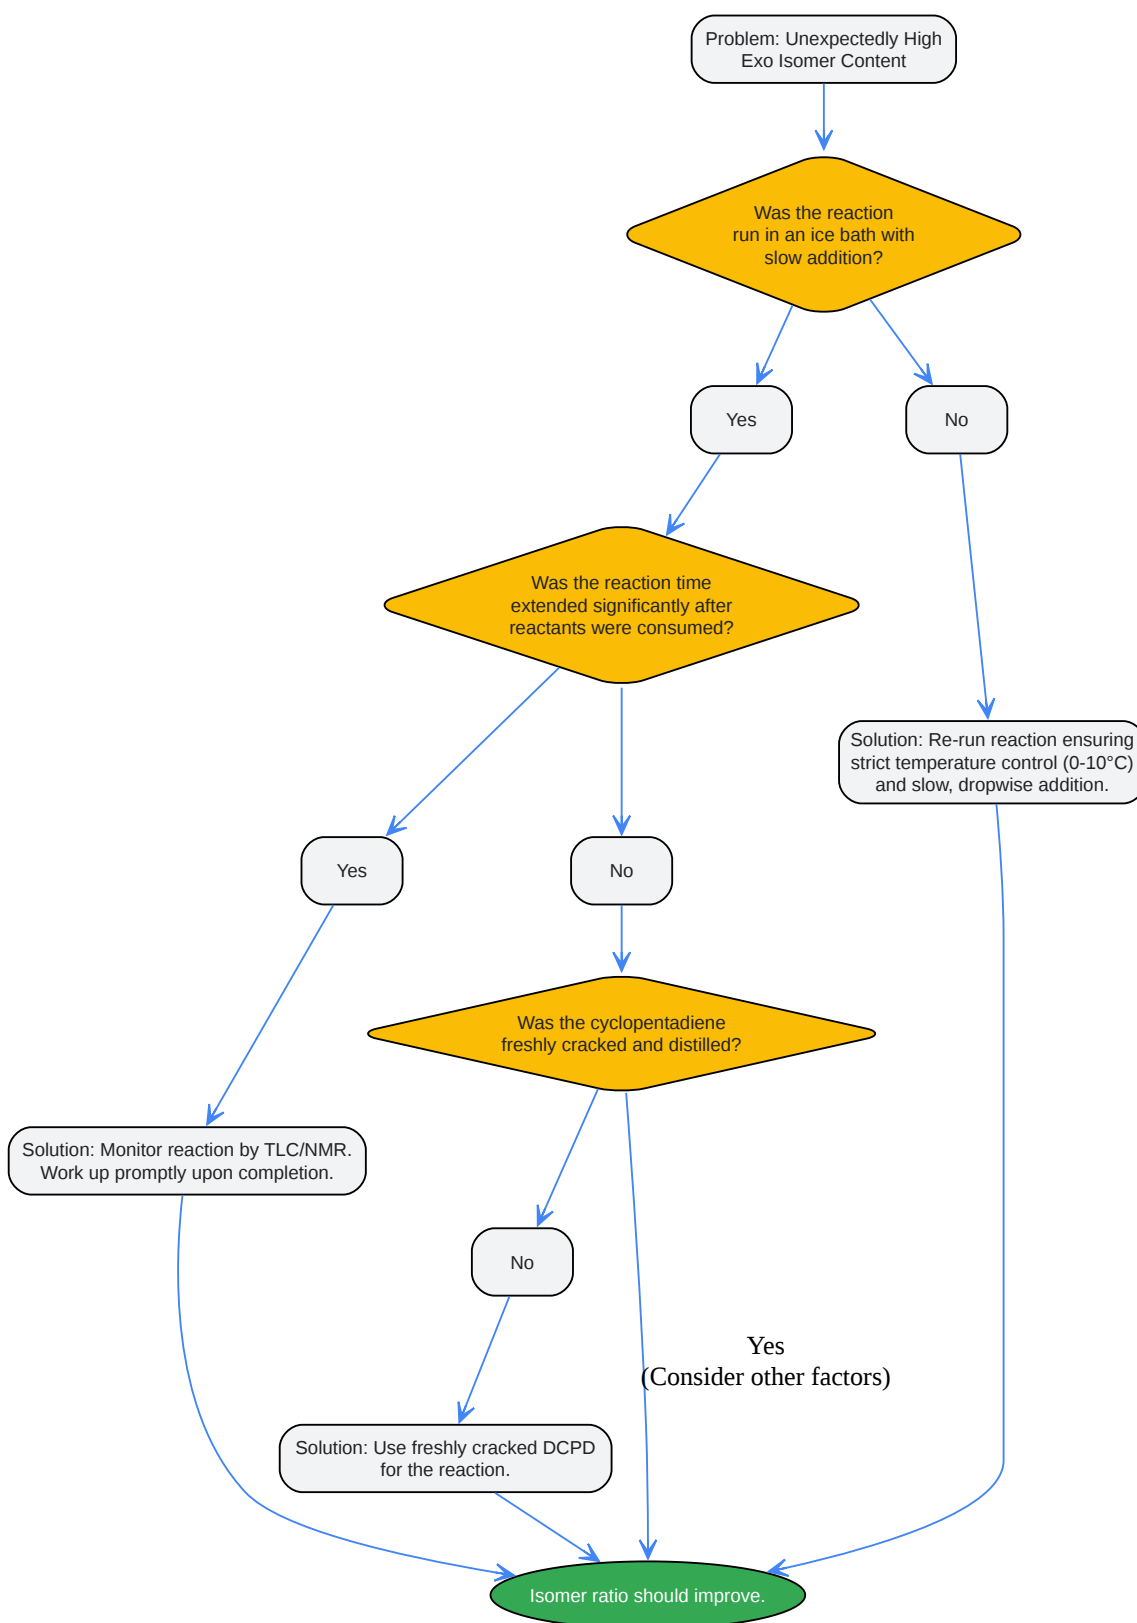 Problem: Unexpectedly High
Exo Isomer Content
Was the reaction
run in an ice bath with
slow addition?
Yes
No
Was the reaction time
extended significantly after
reactants were consumed?
Solution: Re-run reaction ensuring
strict temperature control (0-10°C)
and slow, dropwise addition.
Yes
No
Was the cyclopentadiene
freshly cracked and distilled?
Solution: Monitor reaction by TLC/NMR.
Work up promptly upon completion.
No
Yes
(Consider other factors)
Solution: Use freshly cracked DCPD
for the reaction.
Isomer ratio should improve.